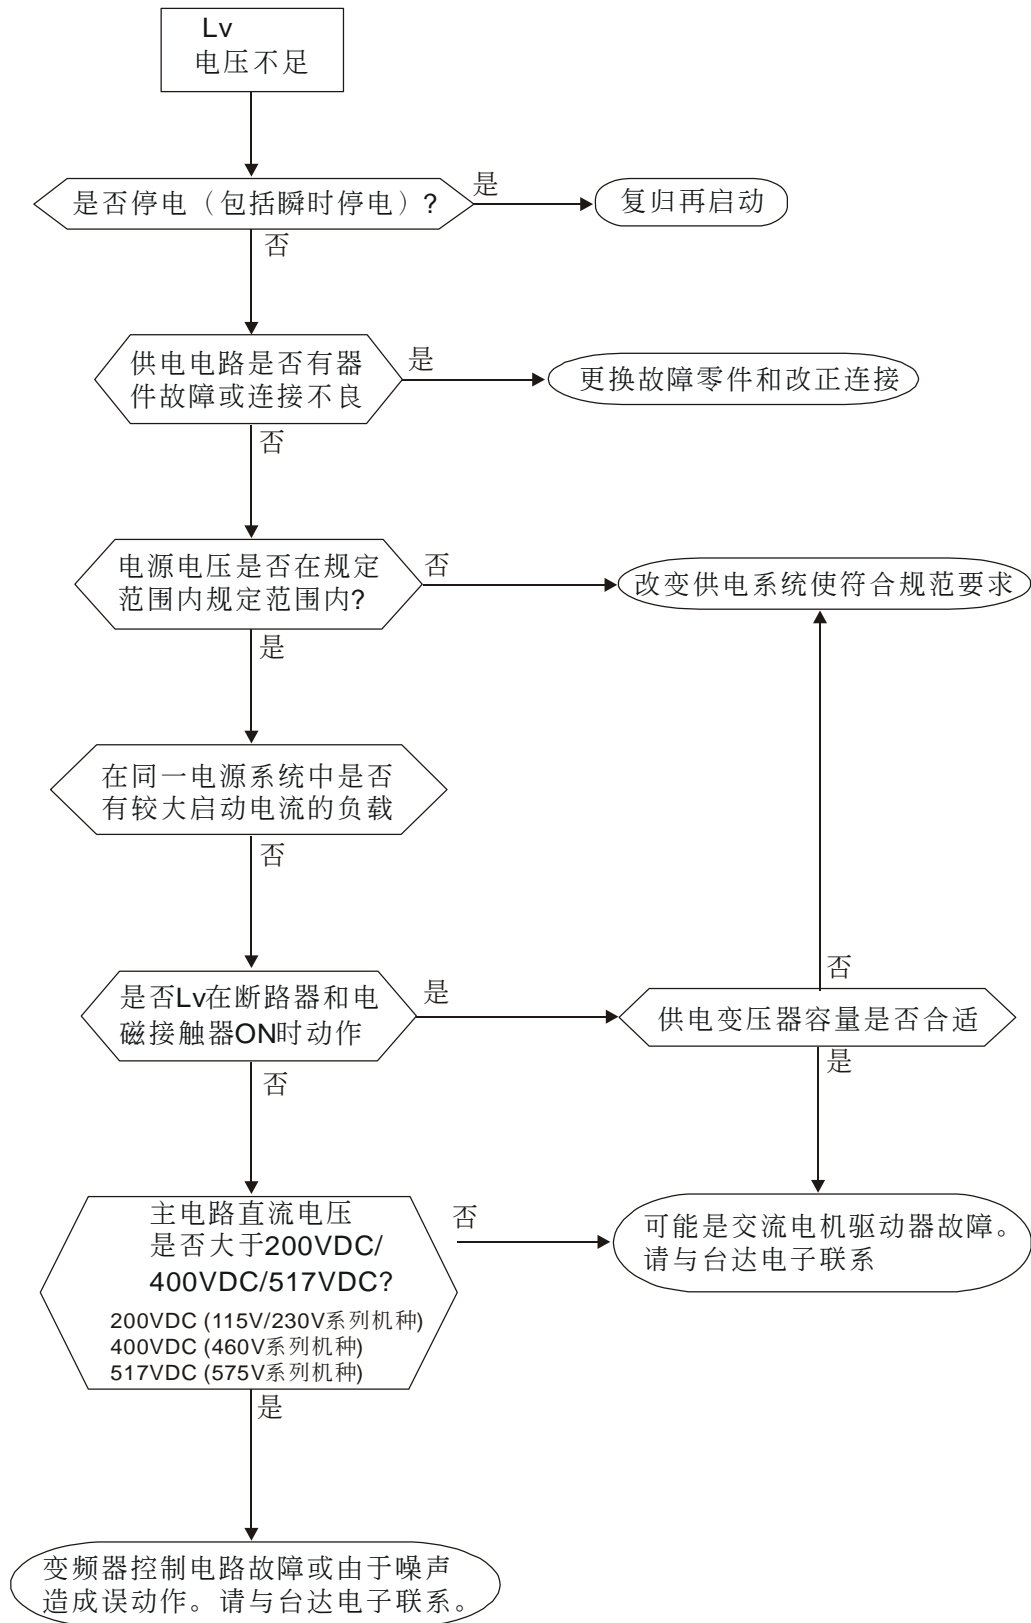 Lv
电压不足
是否停电（包括瞬时停电）?
是
复归再启动
否
供电电路是否有器
件故障或连接不良
是
更换故障零件和改正连接
否
电源电压是否在规定
范围内规定范围内?
否
改变供电系统使符合规范要求
是
在同一电源系统中是否
有较大启动电流的负载
否
是否Lv在断路器和电
磁接触器ON时动作
是
供电变压器容量是否合适
否
是
否
主电路直流电压
是否大于200VDC/
400VDC/517VDC?
200VDC (115V/230V系列机种)
400VDC (460V系列机种)
517VDC (575V系列机种)
否
可能是交流电机驱动器故障。
请与台达电子联系
是
变频器控制电路故障或由于噪声
造成误动作。请与台达电子联系。